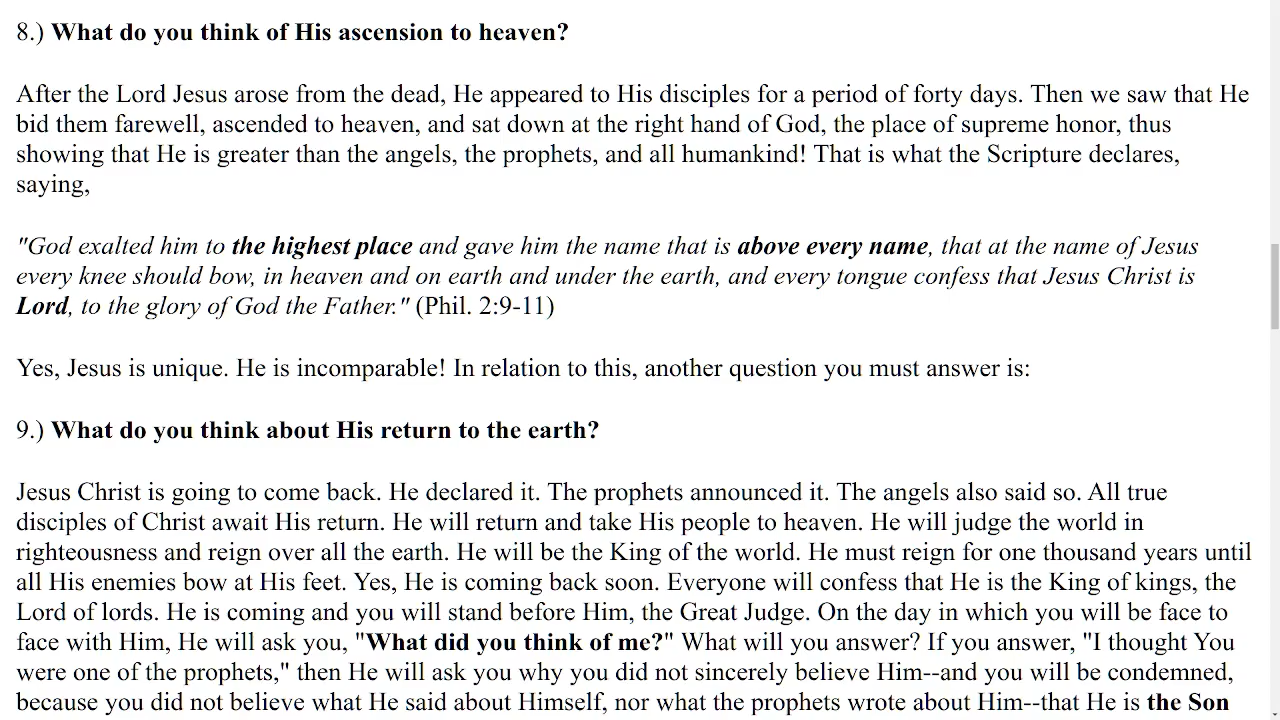 8.) What do you think of His ascension to heaven?
After the Lord Jesus arose from the dead, He appeared to His disciples for a period of forty days. Then we saw that He
bid them farewell, ascended to heaven, and sat down at the right hand of God, the place of supreme honor, thus
showing that He is greater than the angels, the prophets, and all humankind! That is what the Scripture declares,
saying,
"God exalted him to the highest place and gave him the name that is above every name, that at the name of Jesus
every knee should bow, in heaven and on earth and under the earth, and every tongue confess that Jesus Christ is
Lord, to the glory of God the Father." (Phil. 2:9-11)
Yes, Jesus is unique. He is incomparable! In relation to this, another question you must answer is:
9.) What do you think about His return to the earth?
Jesus Christ is going to come back. He declared it. The prophets announced it. The angels also said so. All true
disciples of Christ await His return. He will return and take His people to heaven. He will judge the world in
righteousness and reign over all the earth. He will be the King of the world. He must reign for one thousand years until
all His enemies bow at His feet. Yes, He is coming back soon. Everyone will confess that He is the King of kings, the
Lord of lords. He is coming and you will stand before Him, the Great Judge. On the day in which you will be face to
face with Him, He will ask you, "What did you think of me?" What will you answer? If you answer, "I thought You
were one of the prophets," then He will ask you why you did not sincerely believe Him--and you will be condemned,
because you did not believe what He said about Himself, nor what the prophets wrote about Him--that He is the Son